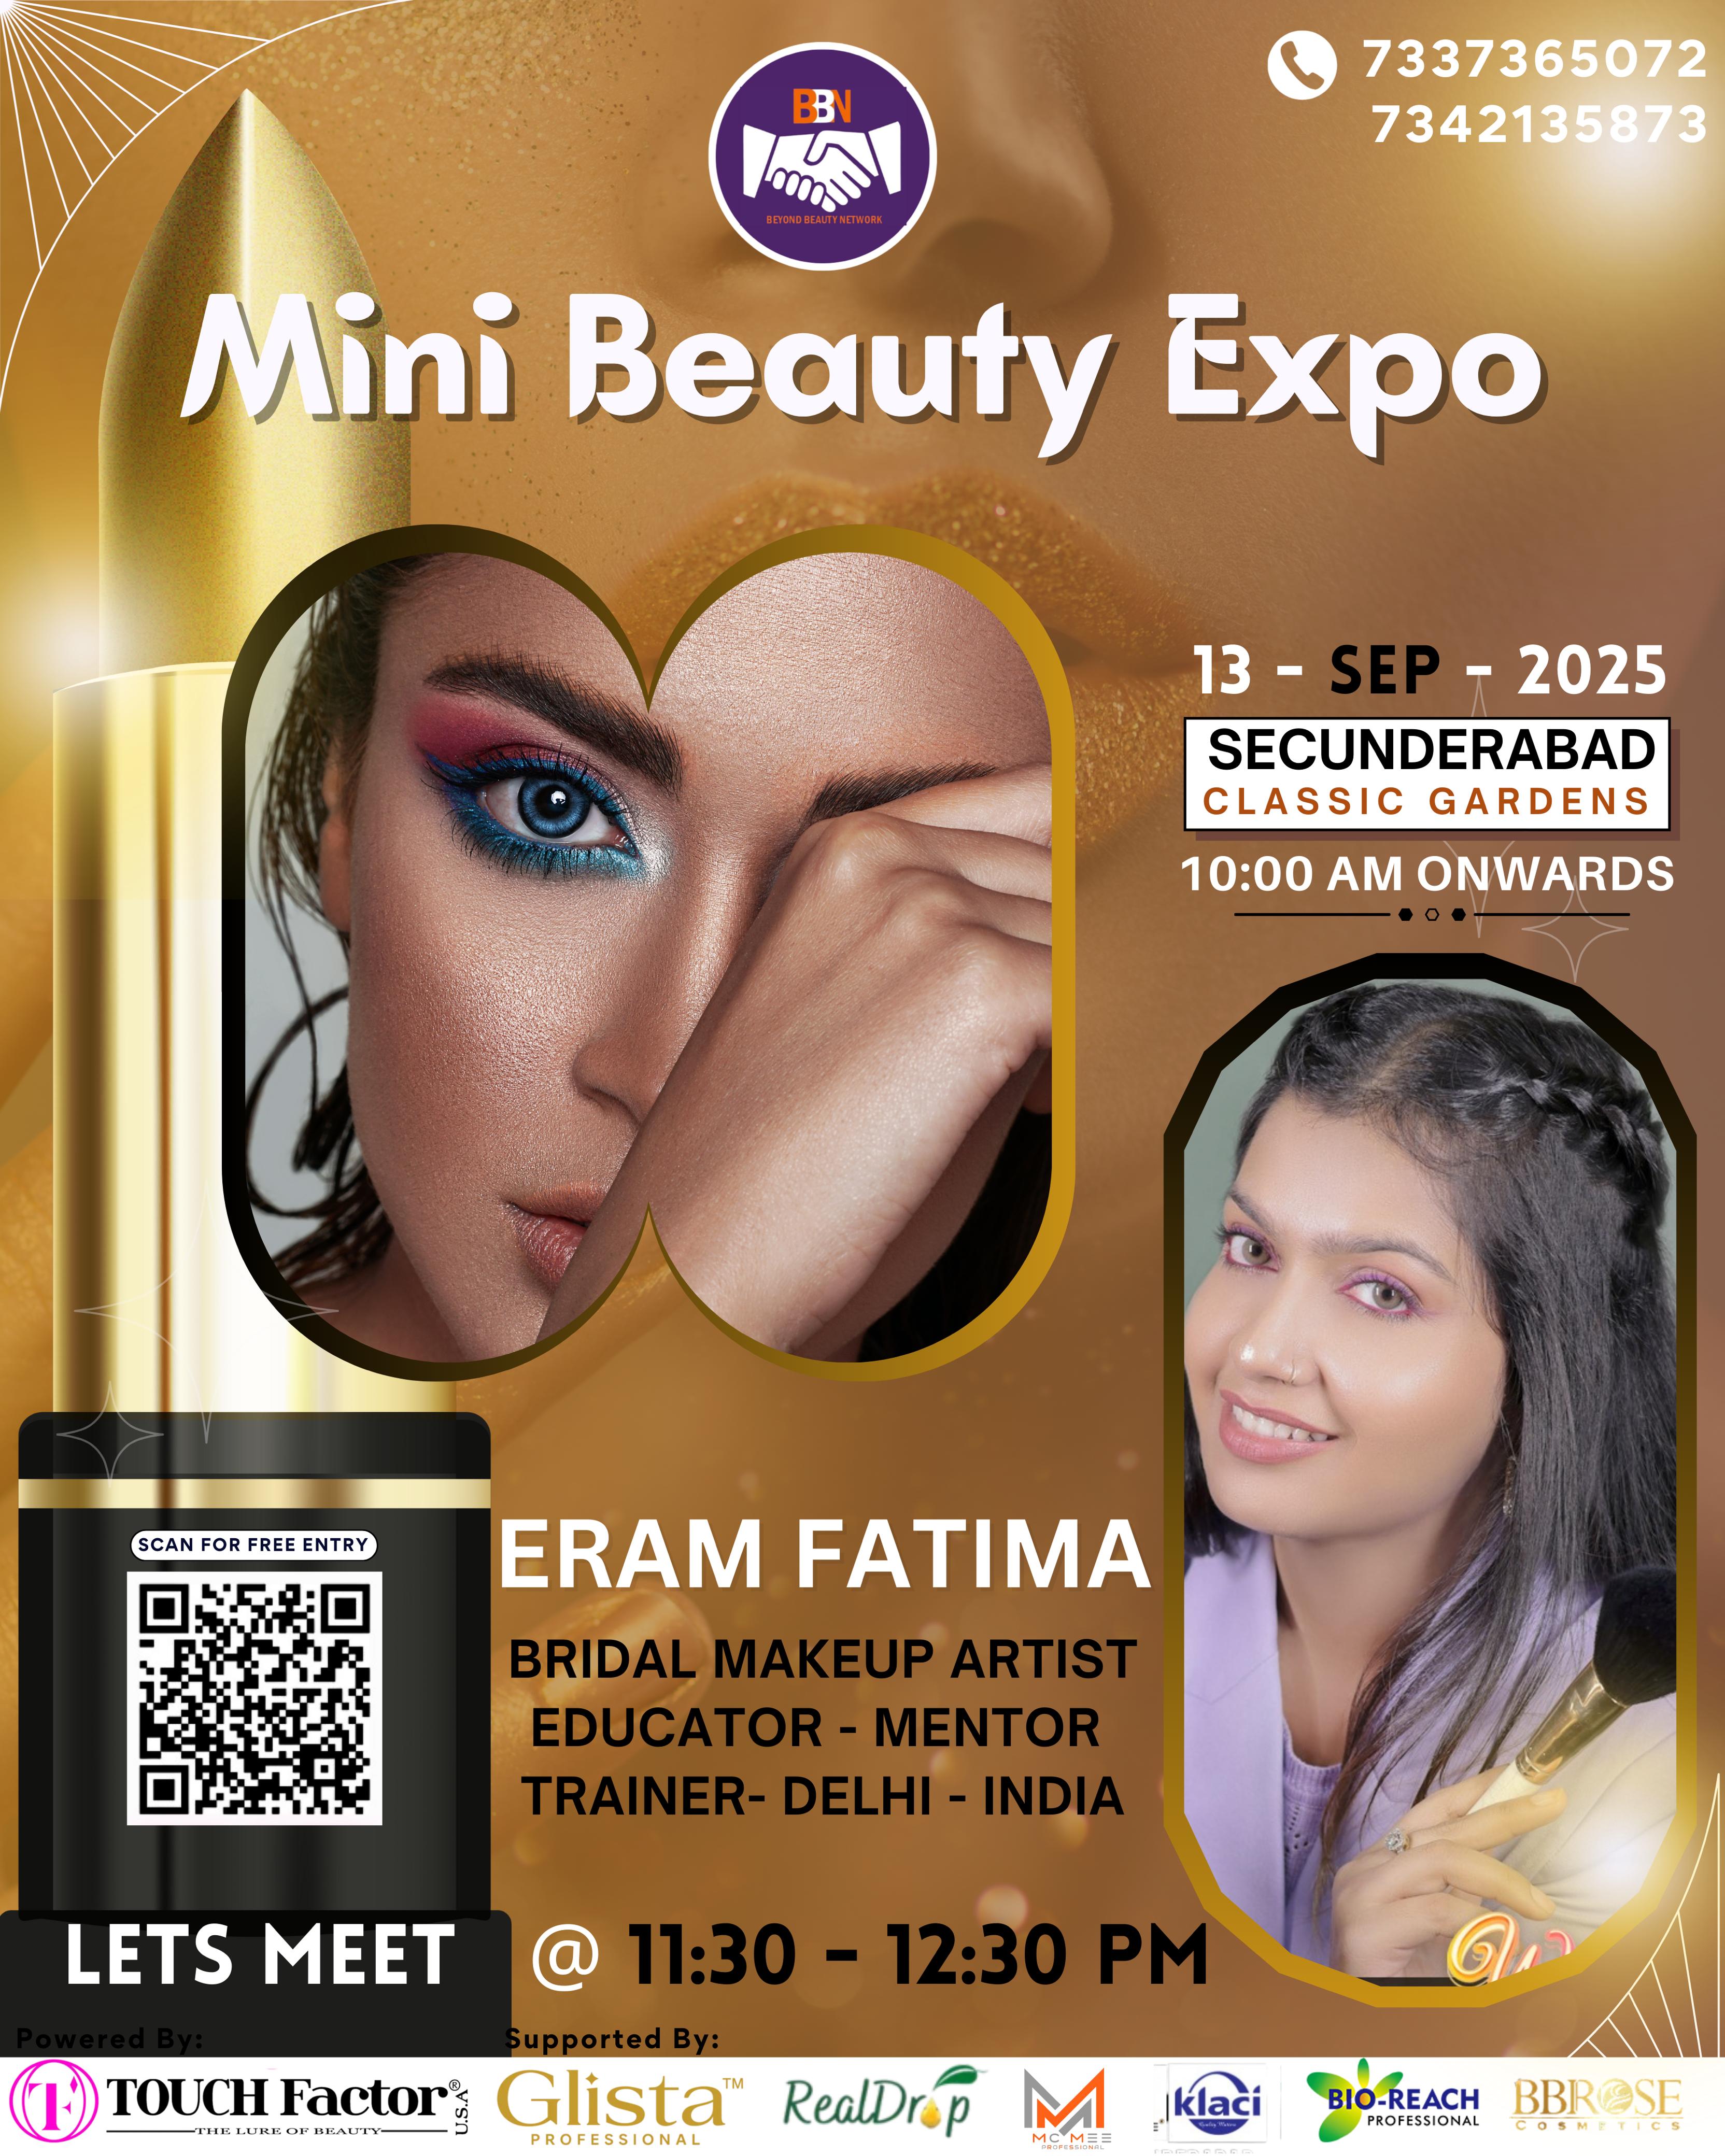 7337365072
7342135873
BBN
BEYOND BEAUTY NETWORK
Mini Beauty Expo
13 - SEP - 2025
SECUNDERABAD
CLASSIC GARDENS
10:00 AM ONWARDS
SCAN FOR FREE ENTRY
ERAM FATIMA
BRIDAL MAKEUP ARTIST
EDUCATOR - MENTOR
TRAINER- DELHI - INDIA
LETS MEET @ 11:30 - 12:30 PM
Powered By:
Supported By:
TF TOUCH Factor® U.S.A
THE LURE OF BEAUTY
Glista™
PROFESSIONAL
RealDrop
MC MEE
PROFESSIONAL
klaci
BIO-REACH
PROFESSIONAL
BBROSE
COSMETICS